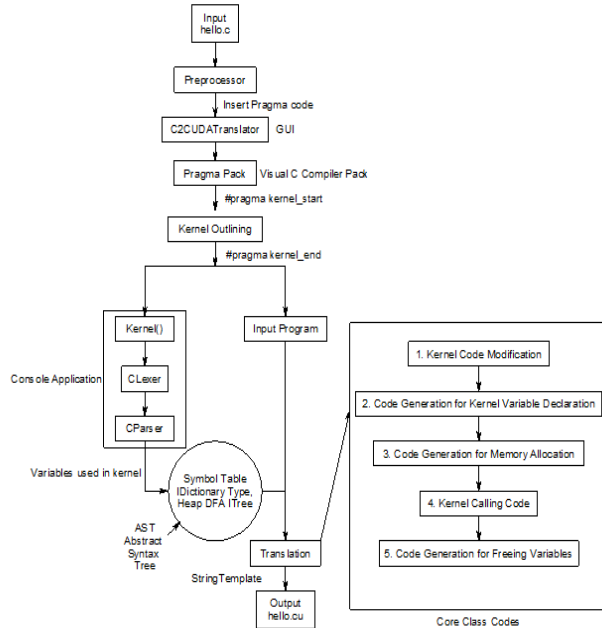 Input
hello.c
Preprocessor
Insert Pragma code
C2CUDATranslator
GUI
Pragma Pack
Visual C Compiler Pack
#pragma kernel_start
Kernel Outlining
#pragma kernel_end
Kernel()
Input Program
Console Application
CLexer
CParser
Variables used in kernel
Symbol Table
IDictionary Type,
Heap DFA ITree
AST
Abstract
Syntax
Tree
Translation
StringTemplate
Output
hello.cu
1. Kernel Code Modification
2. Code Generation for Kernel Variable Declaration
3. Code Generation for Memory Allocation
4. Kernel Calling Code
5. Code Generation for Freeing Variables
Core Class Codes